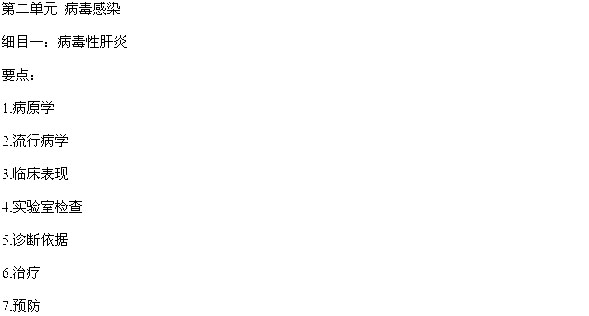 第二单元 病毒感染
细目一：病毒性肝炎
要点：
1.病原学
2.流行病学
3.临床表现
4.实验室检查
5.诊断依据
6.治疗
7.预防